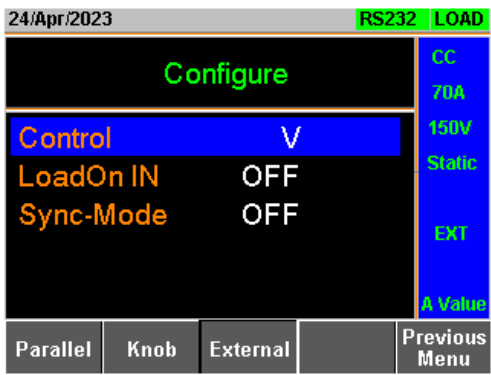 24/Apr/2023 RS232 LOAD
Configure
CC
70A
150V
Static
EXT
A Value
Control V
LoadOn IN OFF
Sync-Mode OFF
Parallel Knob External Previous Menu